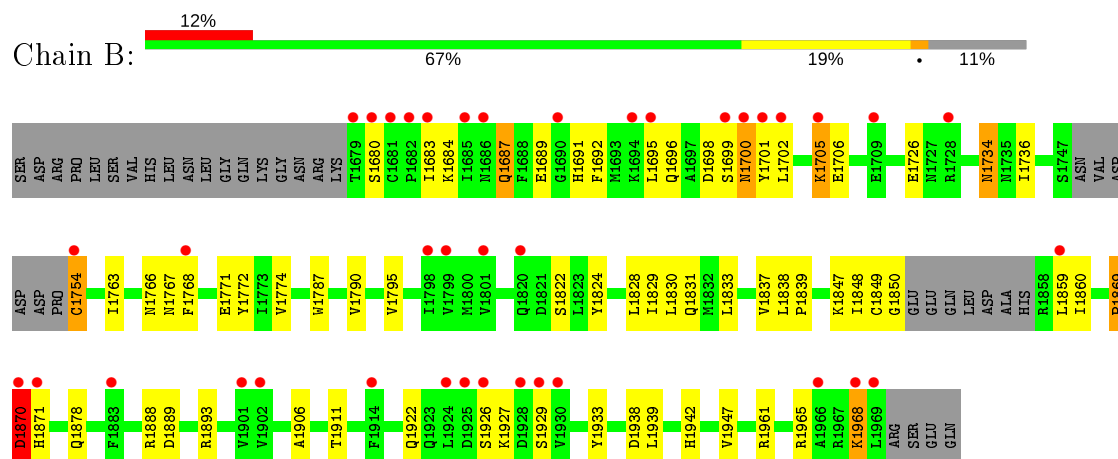 12%
Chain B:
67% 19% • 11%
SER ASP ARG PRO LEU SER VAL HIS LEU ASN LEU GLY GLN LYS GLY ASN ARG LYS T1679 S1680 C1681 P1682 I1683 K1684 I1685 N1686 Q1687 F1688 E1689 G1690 H1691 F1692 M1693 K1694 L1695 Q1696 A1697 D1698 S1699 N1700 Y1701 L1702 K1705 E1706 E1709 E1726 N1727 R1728 N1734 N1735 I1736 S1747 ASN VAL ASP
ASP ASP PRO C1754 I1763 N1766 N1767 F1768 E1771 Y1772 I1773 V1774 W1787 V1790 V1795 I1798 V1799 M1800 V1801 Q1820 D1821 S1822 L1823 Y1824 L1828 I1829 L1830 Q1831 M1832 L1833 V1837 L1838 P1839 K1847 I1848 C1849 G1850 GLU GLU GLN LEU ASP ALA HIS R1858 L1859 I1860
D1870 H1871 Q1878 F1883 R1888 D1889 R1893 V1901 V1902 A1906 T1911 F1914 Q1922 Q1923 L1924 D1925 S1926 K1927 D1928 S1929 V1930 Y1933 D1938 L1939 H1942 V1947 R1961 R1965 A1966 R1967 K1968 L1969 ARG SER GLU GLN